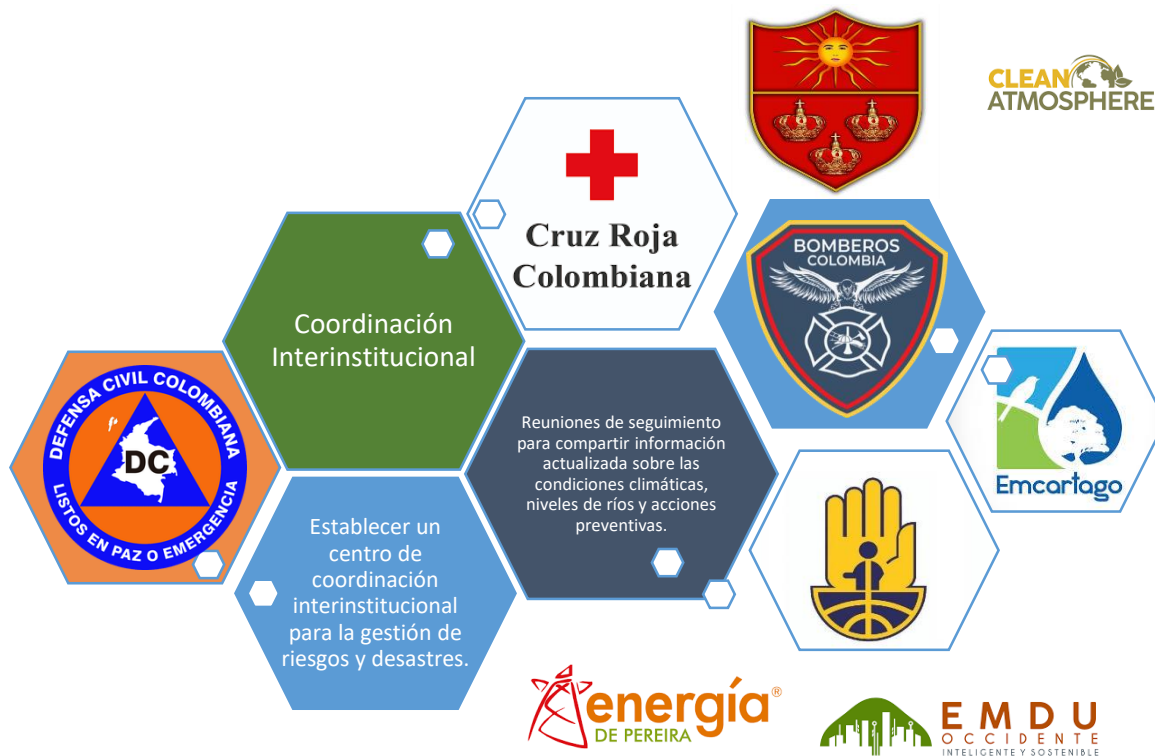 CLEAN
ATMOSPHERE
Cruz Roja
Colombiana
BOMBEROS
COLOMBIA
Coordinación
Interinstitucional
DEFENSA CIVIL COLOMBIANA
DC
LISTOS EN PAZ O EMERGENCIA
Reuniones de seguimiento
para compartir información
actualizada sobre las
condiciones climáticas,
niveles de ríos y acciones
preventivas.
Emcartago
Establecer un
centro de
coordinación
interinstitucional
para la gestión de
riesgos y desastres.
energía®
DE PEREIRA
EMDU
OCCIDENTE
INTELIGENTE Y SOSTENIBLE